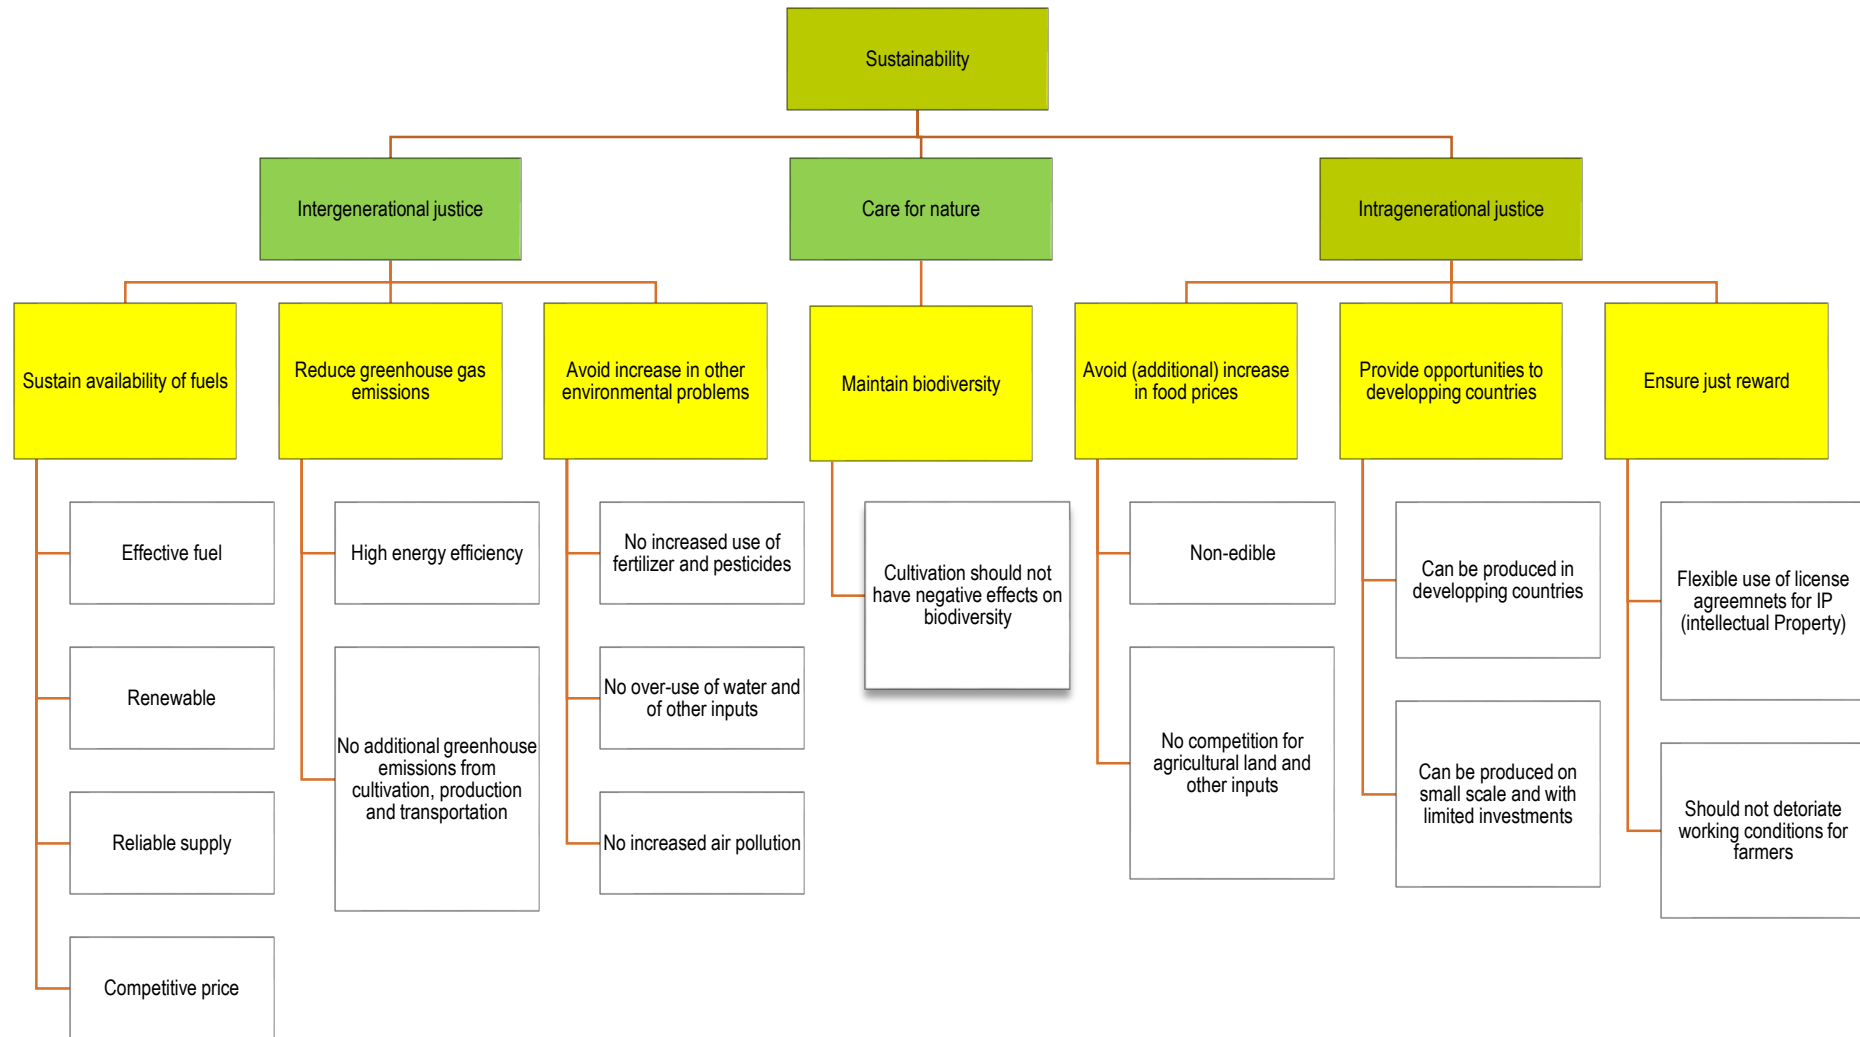 Sustainability
Intergenerational justice
Care for nature
Intragenerational justice
Sustain availability of fuels
Reduce greenhouse gas
emissions
Avoid increase in other
environmental problems
Maintain biodiversity
Avoid (additional) increase
in food prices
Provide opportunities to
developping countries
Ensure just reward
Effective fuel
Renewable
Reliable supply
Competitive price
High energy efficiency
No additional greenhouse
emissions from
cultivation, production
and transportation
No increased use of
fertilizer and pesticides
No over-use of water and
of other inputs
No increased air pollution
Cultivation should not
have negative effects on
biodiversity
Non-edible
No competition for
agricultural land and
other inputs
Can be produced in
developping countries
Can be produced on
small scale and with
limited investments
Flexible use of license
agreemnets for IP
(intellectual Property)
Should not detoriate
working conditions for
farmers